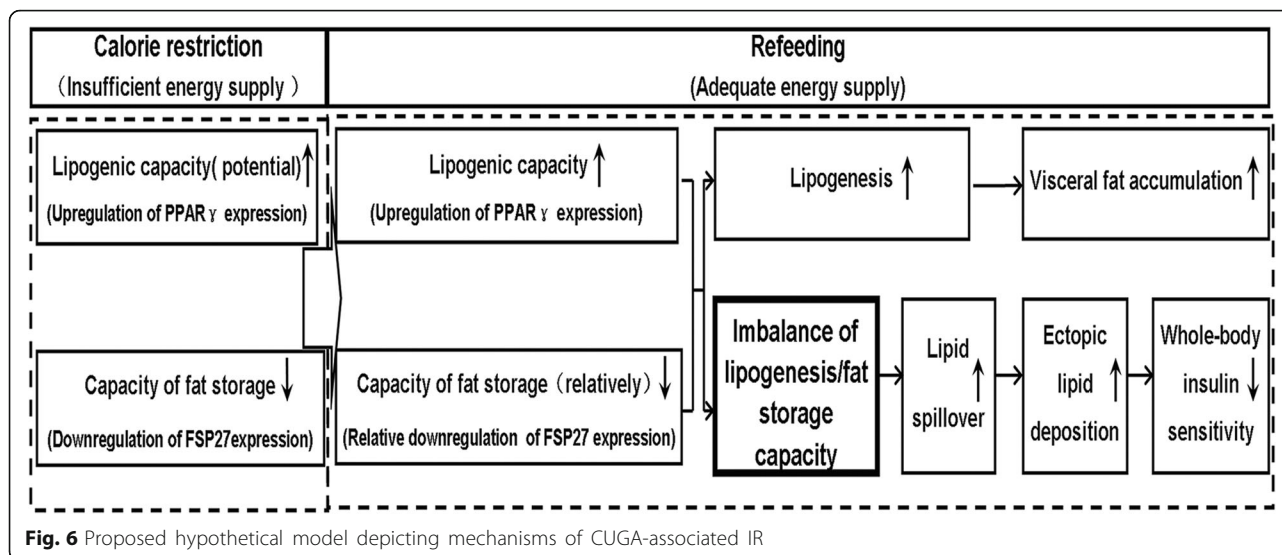 Calorie restriction
（Insufficient energy supply ）
Refeeding
(Adequate energy supply)
Lipogenic capacity( potential) ↑
(Upregulation of PPAR γ expression)
Lipogenic capacity ↑
(Upregulation of PPAR γ expression)
Lipogenesis ↑
Visceral fat accumulation ↑
Capacity of fat storage ↓
(Downregulation of FSP27expression)
Capacity of fat storage（relatively） ↓
(Relative downregulation of FSP27 expression)
Imbalance of
lipogenesis/fat
storage
capacity
Lipid
spillover ↑
Ectopic
lipid ↑
deposition
Whole-body
insulin ↓
sensitivity
Fig. 6 Proposed hypothetical model depicting mechanisms of CUGA-associated IR